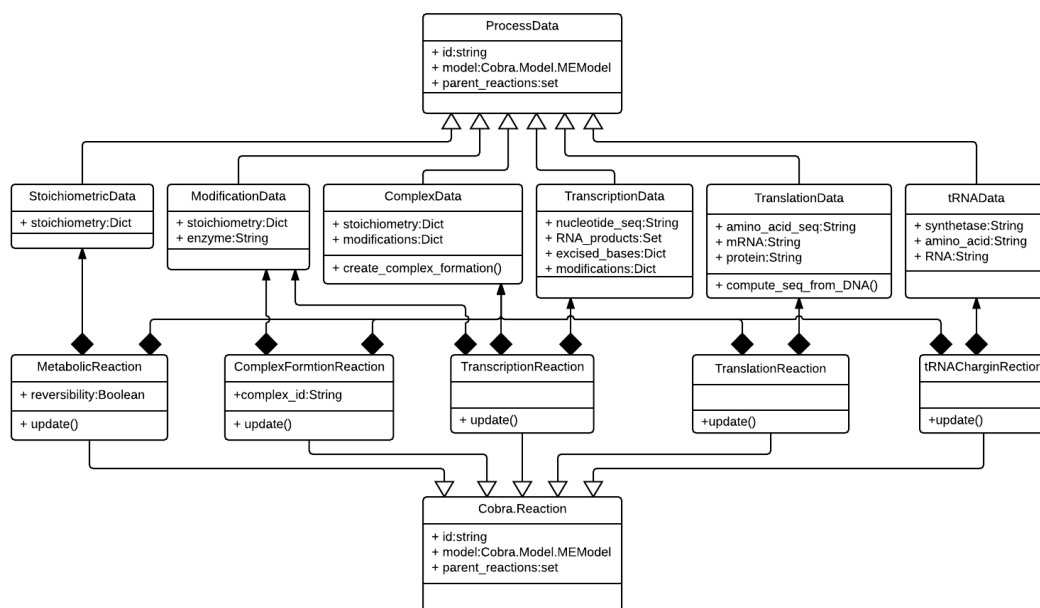 ProcessData
+ id:string
+ model:Cobra.Model.MEModel
+ parent_reactions:set
StoichiometricData
+ stoichiometry:Dict
ModificationData
+ stoichiometry:Dict
+ enzyme:String
ComplexData
+ stoichiometry:Dict
+ modifications:Dict
+ create_complex_formation()
TranscriptionData
+ nucleotide_seq:String
+ RNA_products:Set
+ excised_bases:Dict
+ modifications:Dict
TranslationData
+ amino_acid_seq:String
+ mRNA:String
+ protein:String
+ compute_seq_from_DNA()
tRNAData
+ synthetase:String
+ amino_acid:String
+ RNA:String
MetabolicReaction
+ reversibility:Boolean
+ update()
ComplexFormtionReaction
+complex_id:String
+ update()
TranscriptionReaction
+ update()
TranslationReaction
+update()
tRNACharginRection
+update()
Cobra.Reaction
+ id:string
+ model:Cobra.Model.MEModel
+ parent_reactions:set